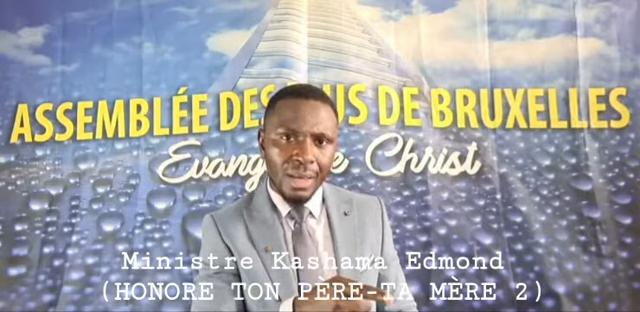 ASSEMBLÉE DES DE BRUXELLES
Christ
Ministre Kashama Edmond
(HONORE TON PÈRE-TA MÈRE 2)